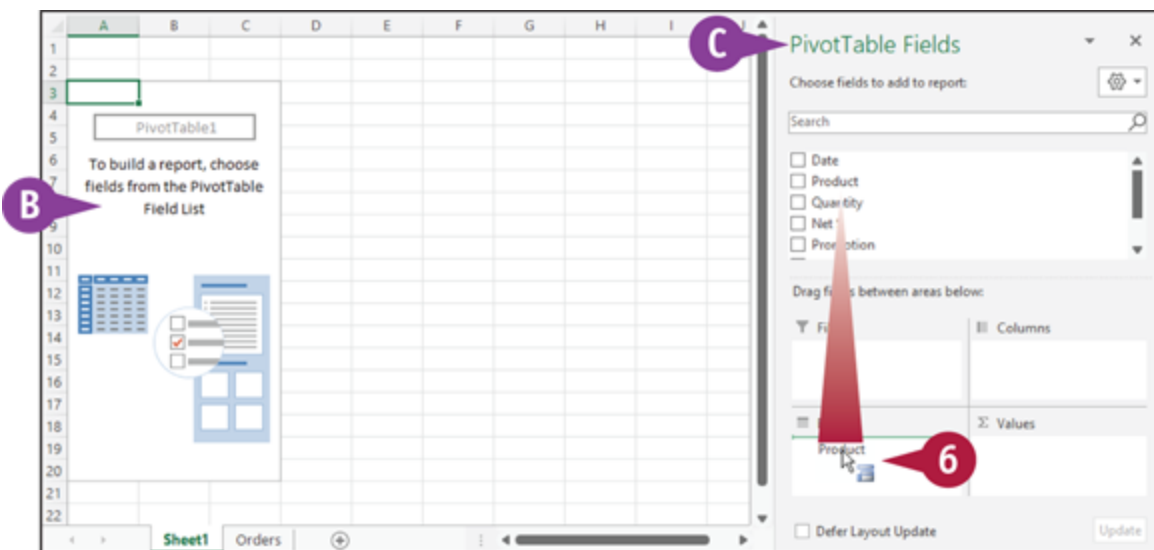 A B C D E F G H I J
C
PivotTable Fields
1
2
Choose fields to add to report:
3
4
PivotTable1
Search
5
6
To build a report, choose
Date
7
fields from the PivotTable
Product
B
Field List
Quantity
9
Net
10
Promotion
11
12
Drag fields between areas below:
13
14
Columns
15
16
17
18
Values
19
Product
6
20
21
22
Sheet1 Orders
Defer Layout Update
Update